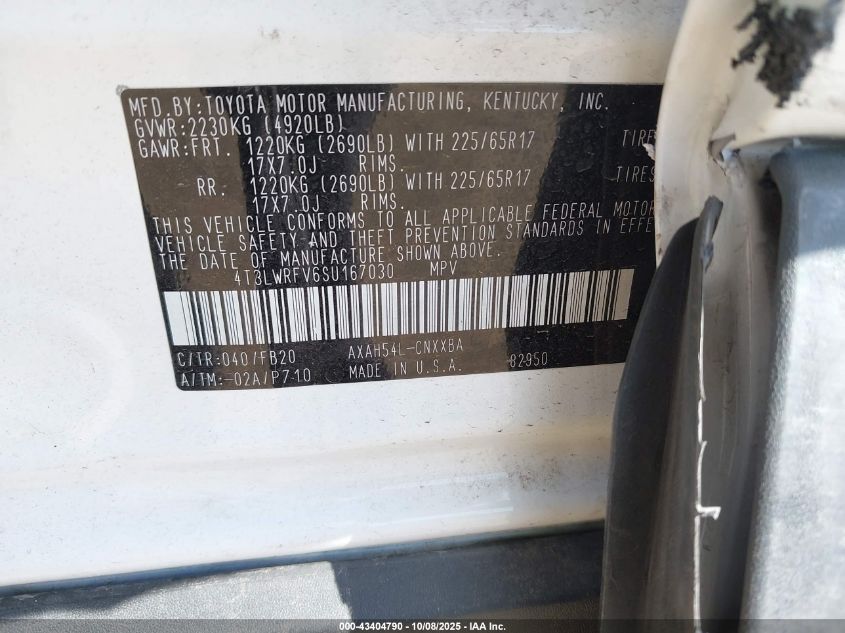 MFD.BY:TOYOTA MOTOR MANUFACTURING, KENTUCKY, INC.
GVWR:2230KG (4920LB)
GAWR:FRT. 1220KG (2690LB) WITH 225/65R17 TIRE
17X7.0J RIMS.
RR. 1220KG (2690LB) WITH 225/65R17 TIRES
17X7.0J RIMS.
THIS VEHICLE CONFORMS TO ALL APPLICABLE FEDERAL MOTOR
VEHICLE SAFETY AND THEFT PREVENTION STANDARDS IN EFFE
THE DATE OF MANUFACTURE SHOWN ABOVE.
4T3LWRFV6SU167030 MPV
C/TR:040/FB20 AXAH54L-CNXXBA
A/TM:-02A/P710 MADE IN U.S.A. 82950
000-43404790 - 10/08/2025 - IAA Inc.